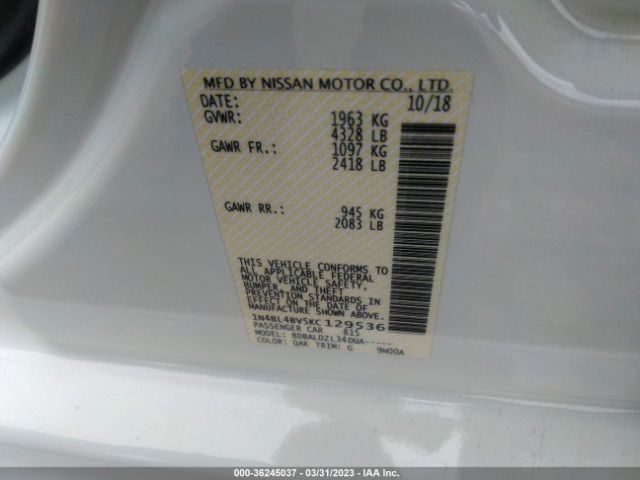 MFD BY NISSAN MOTOR CO., LTD.
DATE: 10/18
GVWR: 1963 KG
4328 LB
GAWR FR.: 1097 KG
2418 LB
GAWR RR.: 945 KG
2083 LB
THIS VEHICLE CONFORMS TO
ALL APPLICABLE FEDERAL
MOTOR VEHICLE SAFETY,
BUMPER, AND THEFT
PREVENTION STANDARDS IN
EFFECT ON THE DATE OF
MANUFACTURE SHOWN ABOVE.
1N4BL4BV5KC129536
PASSENGER CAR 815
MODEL: BDBALDZL34DUA-----
COLOR: QAK TRIM: G 9N00A
000-36245037 - 03/31/2023 - IAA Inc.